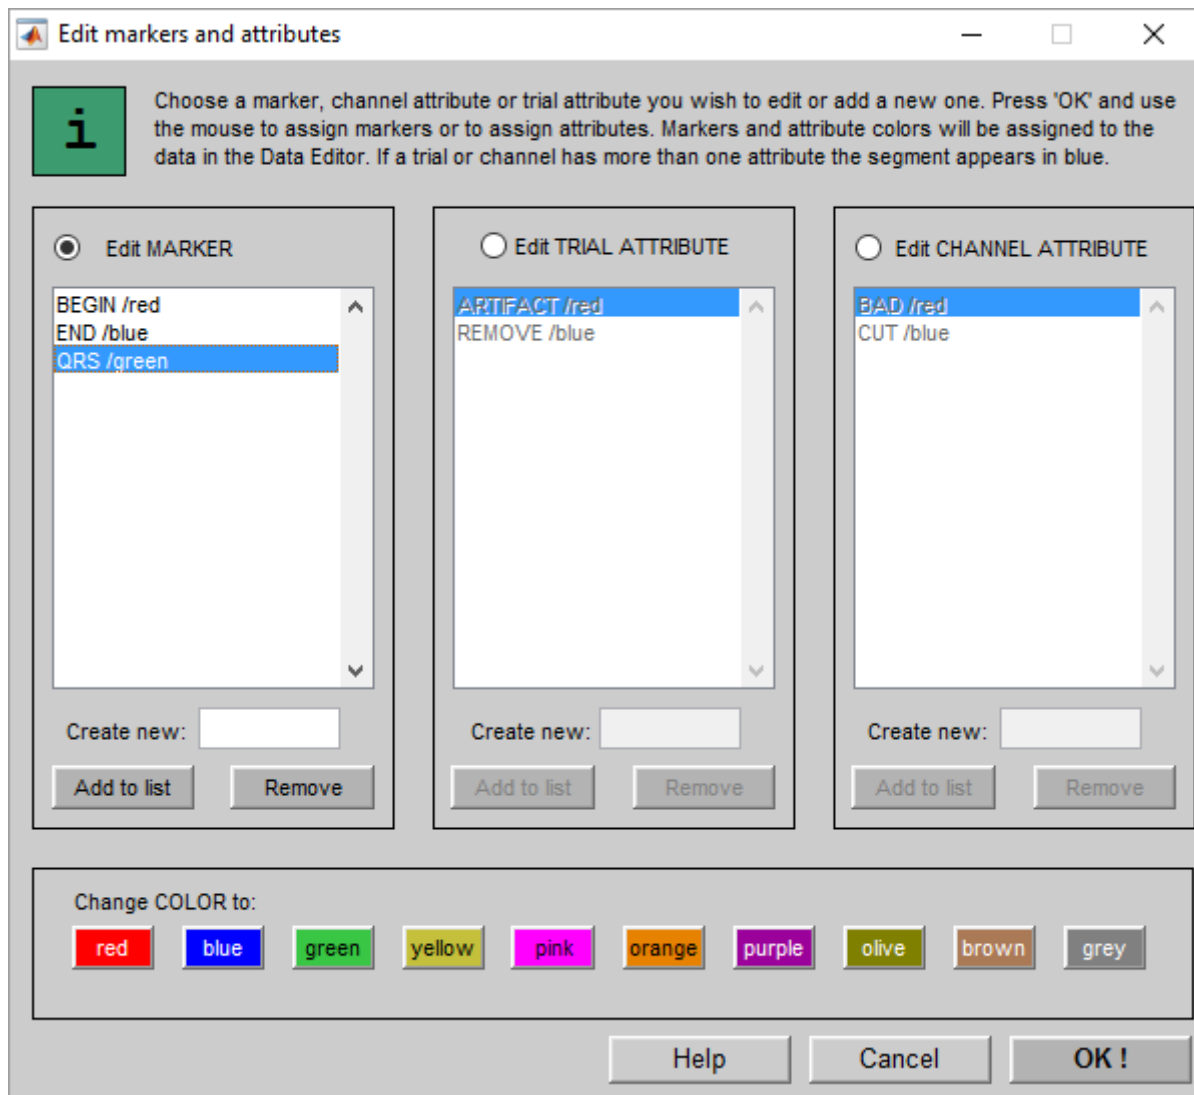 Edit markers and attributes
i
Choose a marker, channel attribute or trial attribute you wish to edit or add a new one. Press 'OK' and use
the mouse to assign markers or to assign attributes. Markers and attribute colors will be assigned to the
data in the Data Editor. If a trial or channel has more than one attribute the segment appears in blue.
Edit MARKER
BEGIN /red
END /blue
QRS /green
Create new:
Add to list
Remove
Edit TRIAL ATTRIBUTE
ARTIFACT /red
REMOVE /blue
Create new:
Add to list
Remove
Edit CHANNEL ATTRIBUTE
BAD /red
CUT /blue
Create new:
Add to list
Remove
Change COLOR to:
red
blue
green
yellow
pink
orange
purple
olive
brown
grey
Help
Cancel
OK !